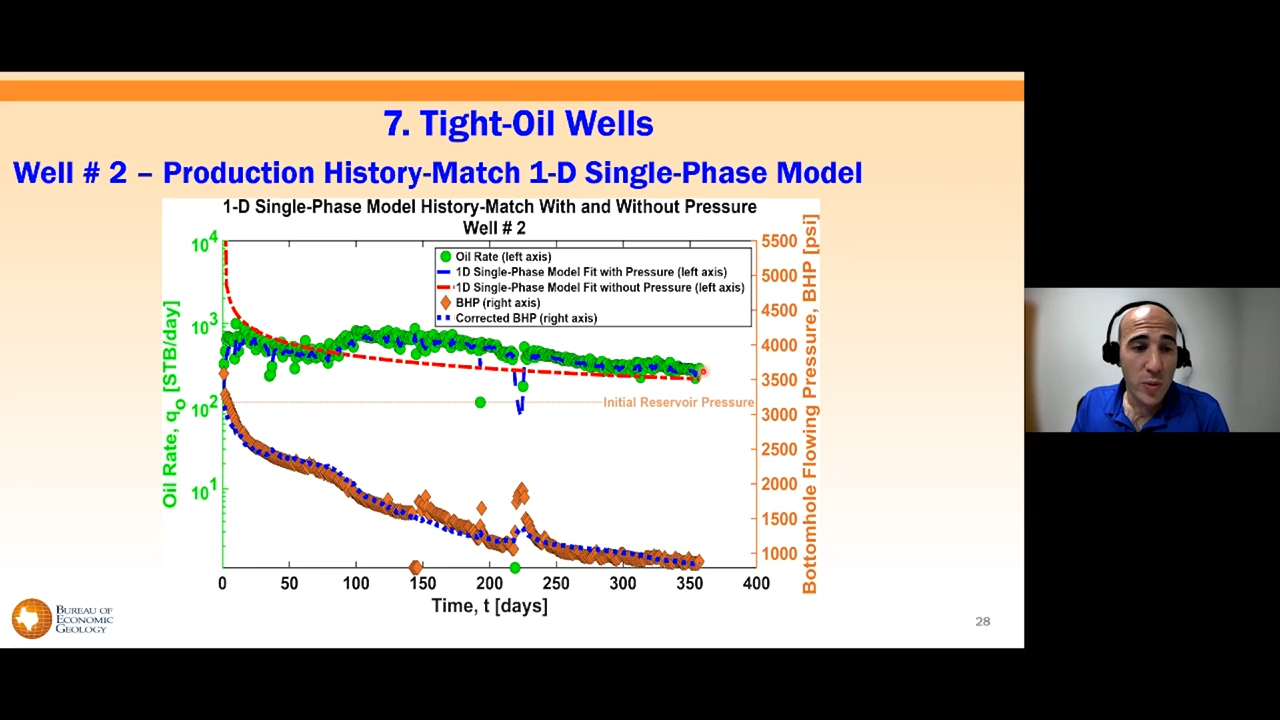 7. Tight-Oil Wells
Well # 2 – Production History-Match 1-D Single-Phase Model
1-D Single-Phase Model History-Match With and Without Pressure
Well # 2
Oil Rate (left axis)
1D Single-Phase Model Fit with Pressure (left axis)
1D Single-Phase Model Fit without Pressure (left axis)
BHP (right axis)
Corrected BHP (right axis)
Initial Reservoir Pressure
Oil Rate, qo [STB/day]
10^4
10^3
10^2
10^1
5500
5000
4500
4000
3500
3000
2500
2000
1500
1000
Bottomhole Flowing Pressure, BHP [psi]
0 50 100 150 200 250 300 350 400
Time, t [days]
BUREAU OF
ECONOMIC
GEOLOGY
28